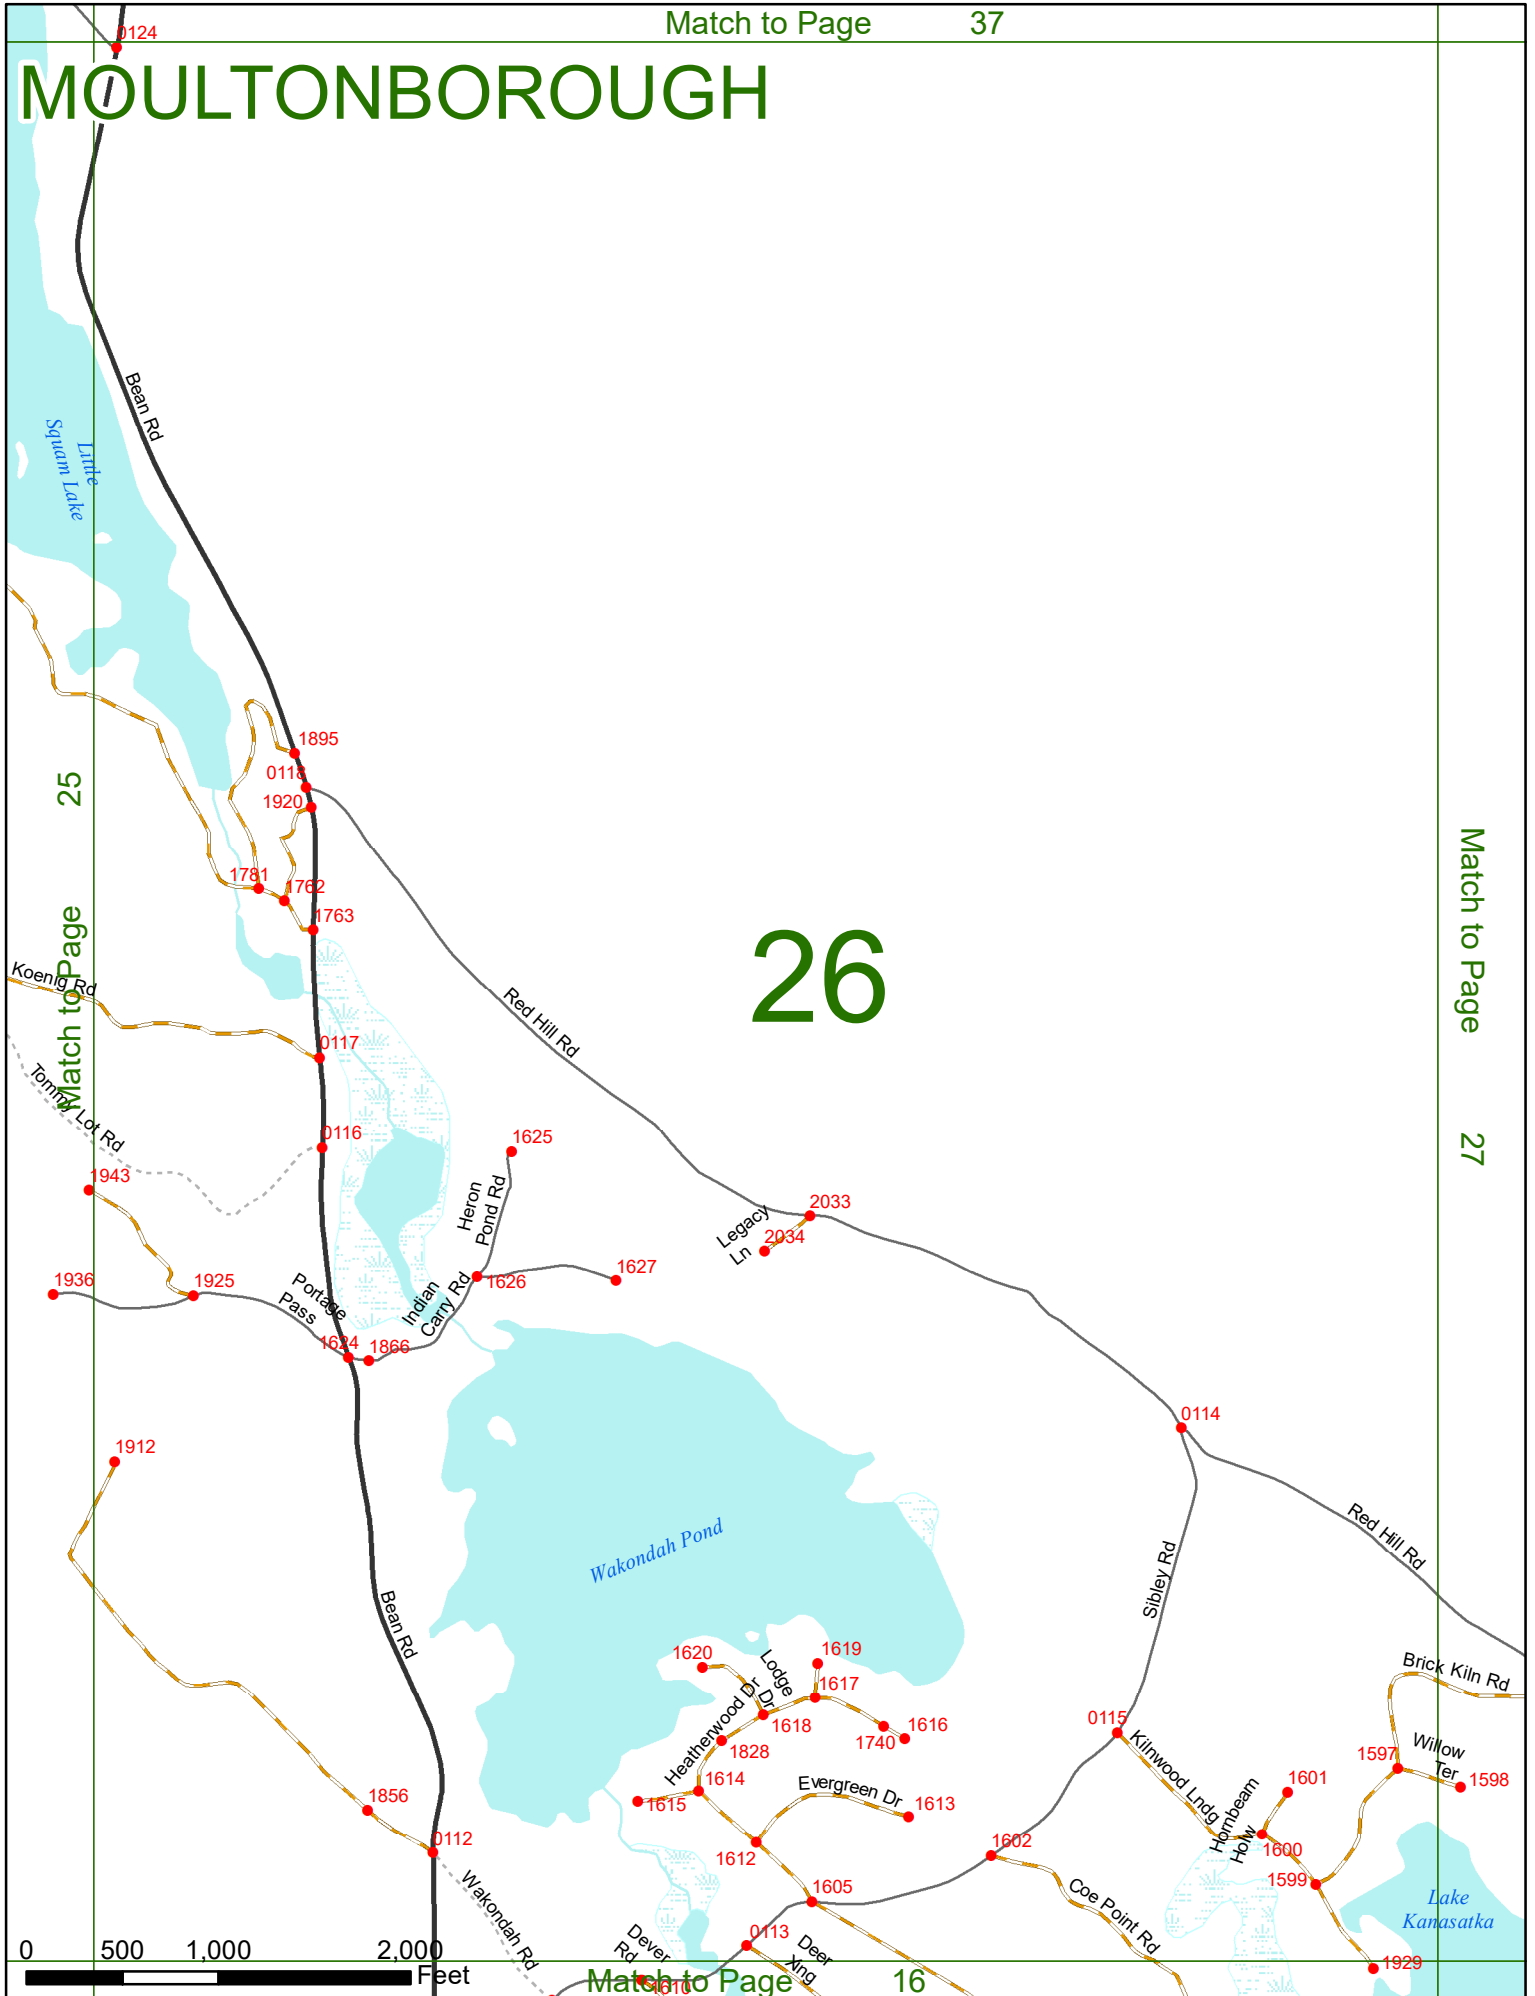 Match to Page 37
0124
MOULTONBOROUGH
Bean Rd
Little
Squam Lake
1895
0118
1920
25
Match to Page
1781
1762
1763
26
Match to Page
27
Koenig Rd
Red Hill Rd
0117
Tommy Lot Rd
0116
1625
1943
Heron
Pond Rd
2033
Legacy
Ln
2034
1936
1925
1626
1627
Portage
Pass
Indian
Carry Rd
1624
1866
0114
1912
Red Hill Rd
Wakondah Pond
Sibley Rd
Bean Rd
1620
Lodge
Dr
1619
1617
Heatherwood Dr
1618
1616
1740
1828
0115
Brick Kiln Rd
Kilnwood Lndg
1597
Willow
Ter
1598
1614
1615
Evergreen Dr
1613
Hornbeam
Holw
1601
1856
0112
1612
1602
1600
1599
1605
Wakondah Rd
Coe Point Rd
Lake
Kanasatka
0113
Dever
Rd
Deer
Xing
1929
1610
0 500 1,000 2,000
Feet
Match to Page 16